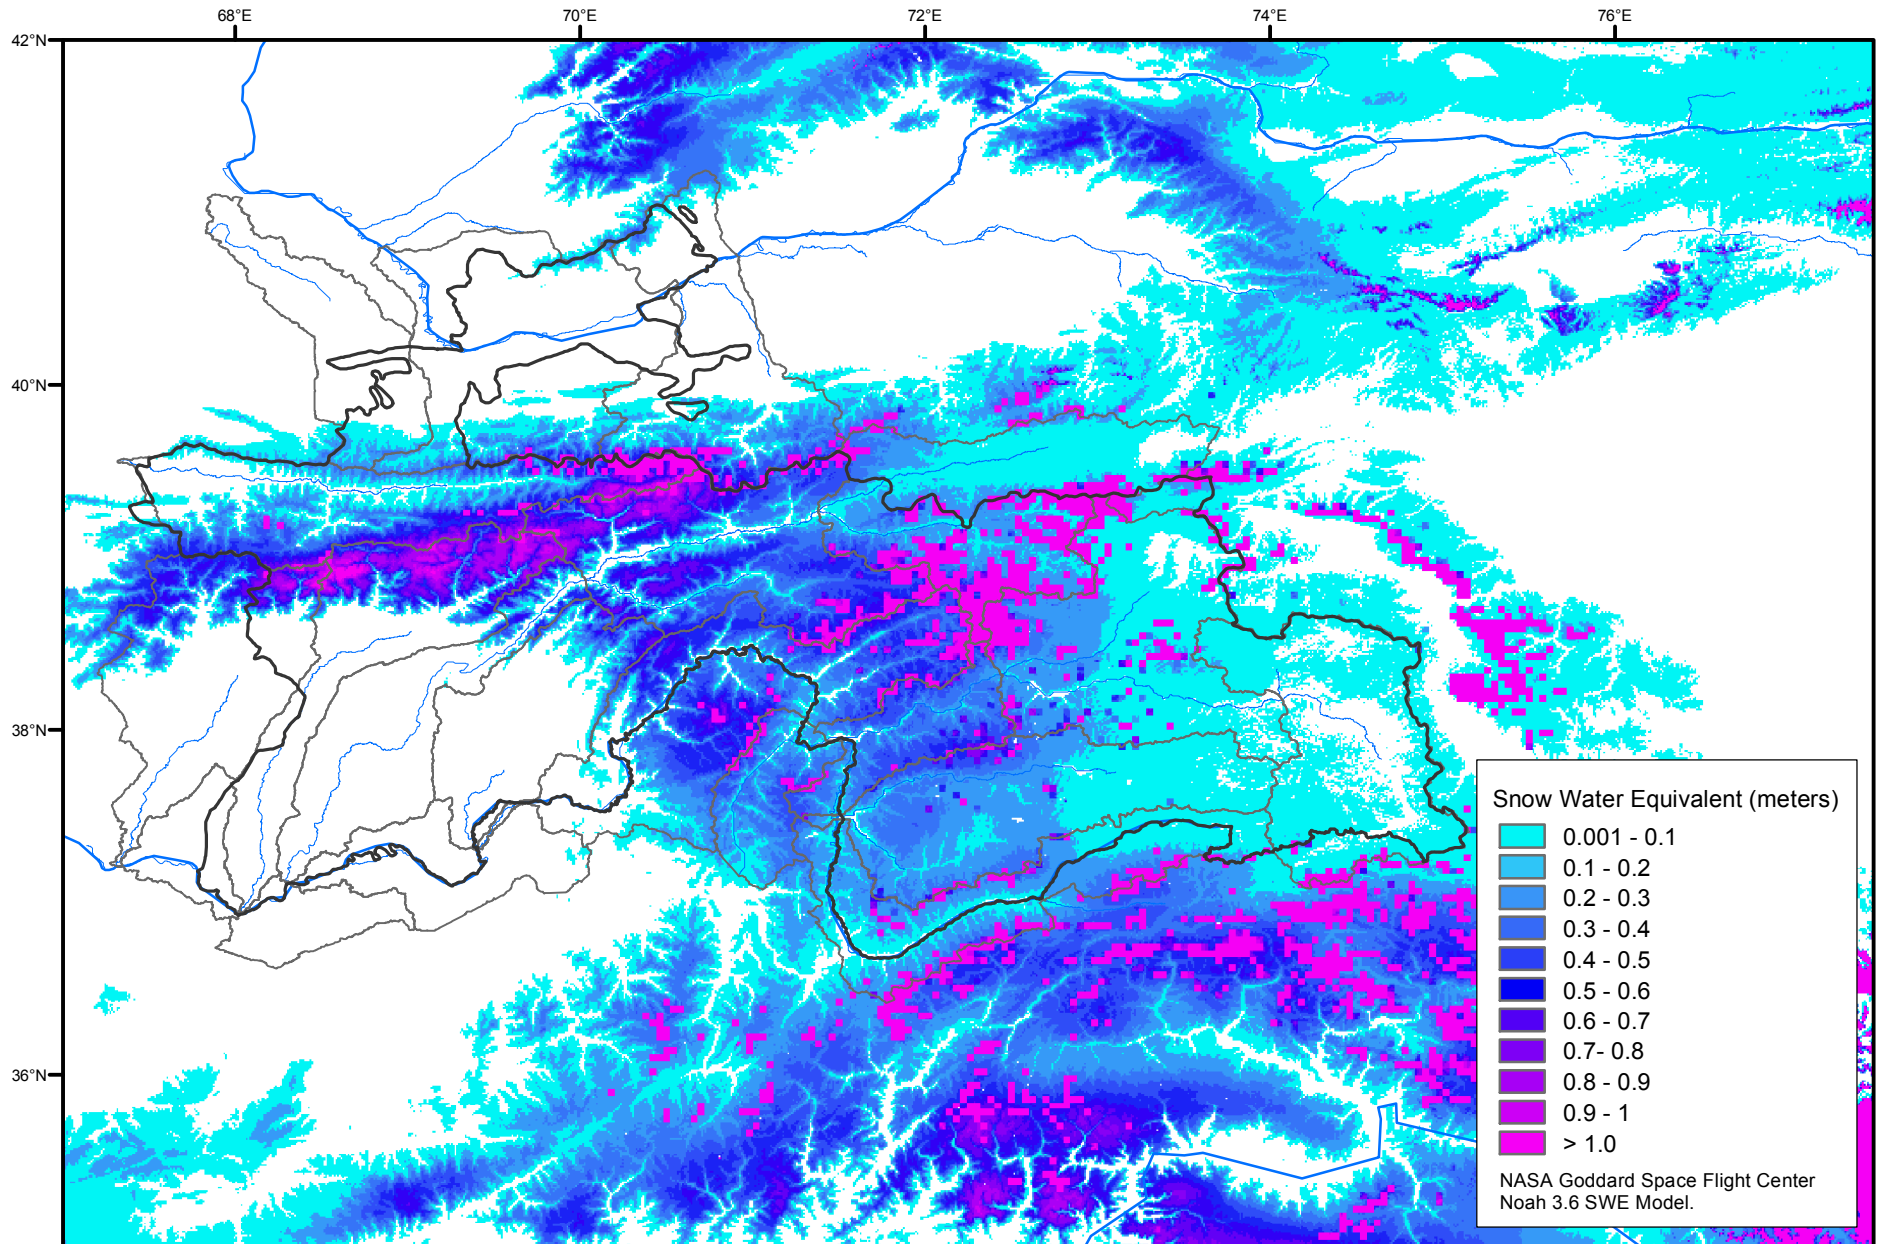 68°E 70°E 72°E 74°E 76°E
42°N
40°N
38°N
36°N
Snow Water Equivalent (meters)
0.001 - 0.1
0.1 - 0.2
0.2 - 0.3
0.3 - 0.4
0.4 - 0.5
0.5 - 0.6
0.6 - 0.7
0.7- 0.8
0.8 - 0.9
0.9 - 1
> 1.0
NASA Goddard Space Flight Center
Noah 3.6 SWE Model.